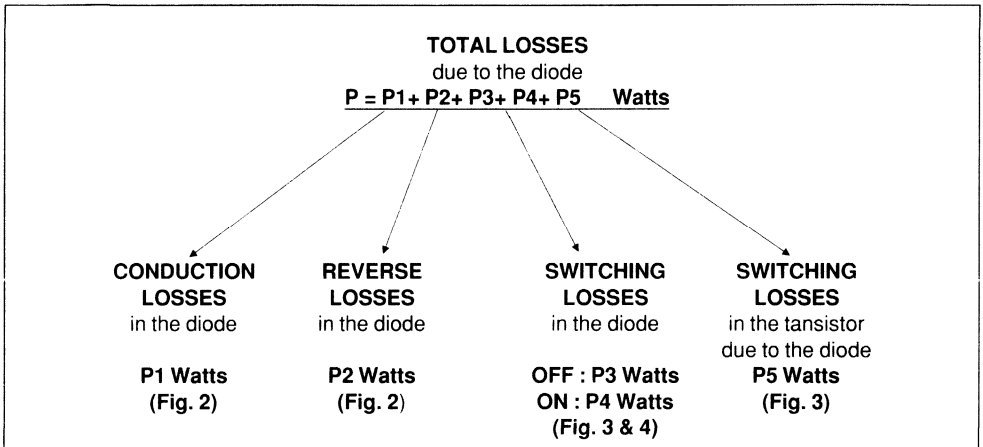 TOTAL LOSSES
due to the diode
P = P1+ P2+ P3+ P4+ P5 Watts
CONDUCTION
LOSSES
in the diode
P1 Watts
(Fig. 2)
REVERSE
LOSSES
in the diode
P2 Watts
(Fig. 2)
SWITCHING
LOSSES
in the diode
OFF : P3 Watts
ON : P4 Watts
(Fig. 3 & 4)
SWITCHING
LOSSES
in the tansistor
due to the diode
P5 Watts
(Fig. 3)